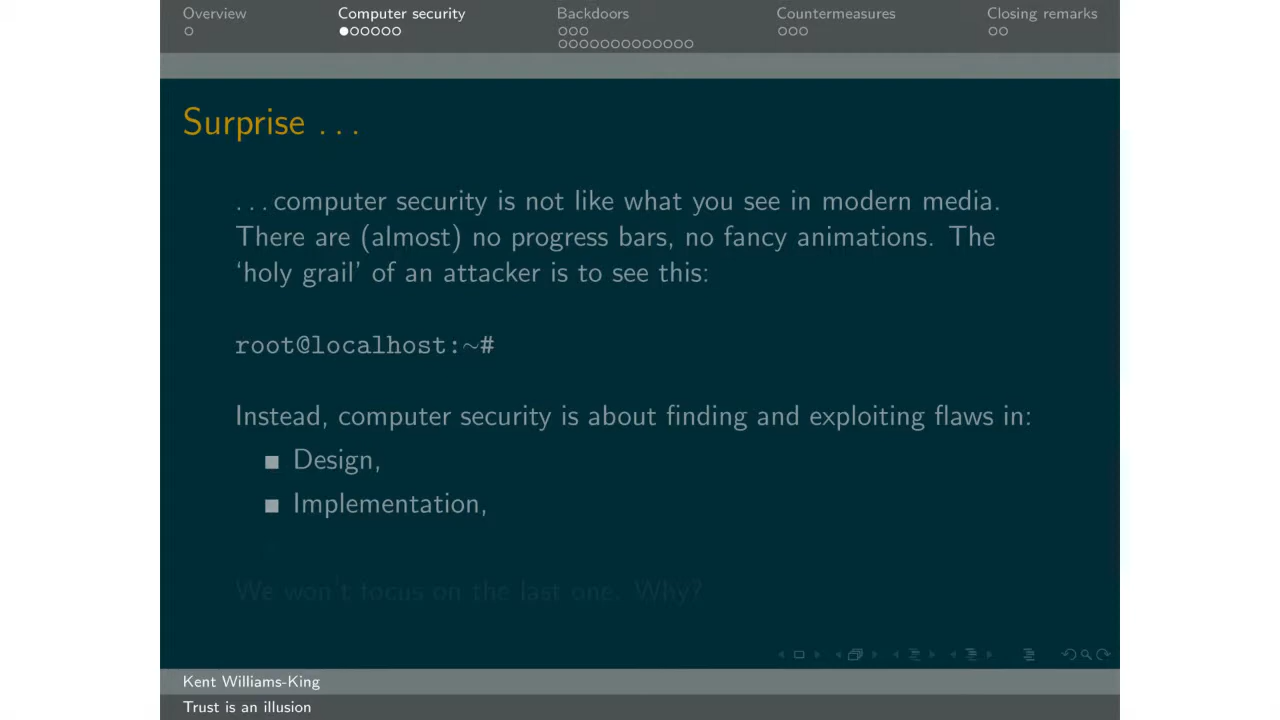 Overview
Computer security
Backdoors
Countermeasures
Closing remarks
Surprise . . .
. . . computer security is not like what you see in modern media.
There are (almost) no progress bars, no fancy animations. The
‘holy grail’ of an attacker is to see this:
root@localhost:~#
Instead, computer security is about finding and exploiting flaws in:
Design,
Implementation,
We won't focus on the last one. Why?
Kent Williams-King
Trust is an illusion